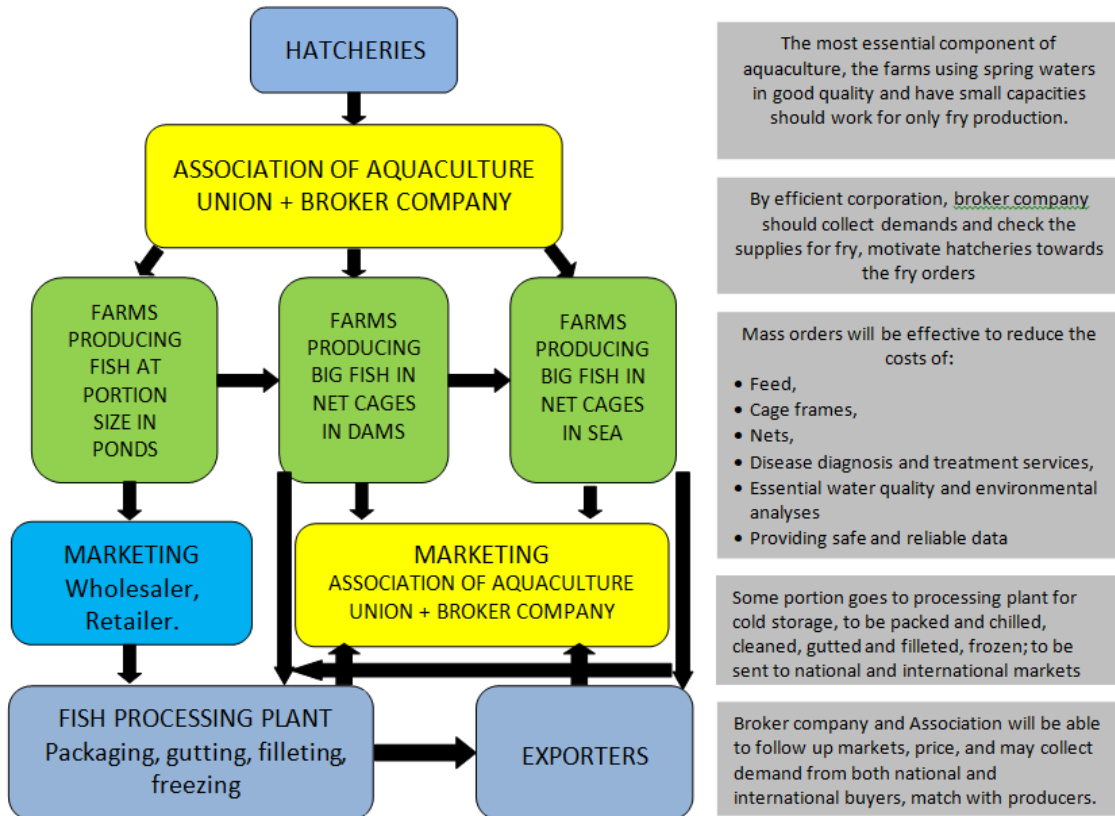 HATCHERIES
The most essential component of
aquaculture, the farms using spring waters
in good quality and have small capacities
should work for only fry production.
ASSOCIATION OF AQUACULTURE
UNION + BROKER COMPANY
By efficient corporation, broker company
should collect demands and check the
supplies for fry, motivate hatcheries towards
the fry orders
FARMS
PRODUCING
FISH AT
PORTION
SIZE IN
PONDS
FARMS
PRODUCING
BIG FISH IN
NET CAGES
IN DAMS
FARMS
PRODUCING
BIG FISH IN
NET CAGES
IN SEA
Mass orders will be effective to reduce the
costs of:
• Feed,
• Cage frames,
• Nets,
• Disease diagnosis and treatment services,
• Essential water quality and environmental
analyses
• Providing safe and reliable data
MARKETING
Wholesaler,
Retailer.
MARKETING
ASSOCIATION OF AQUACULTURE
UNION + BROKER COMPANY
Some portion goes to processing plant for
cold storage, to be packed and chilled,
cleaned, gutted and filleted, frozen; to be
sent to national and international markets
FISH PROCESSING PLANT
Packaging, gutting, filleting,
freezing
EXPORTERS
Broker company and Association will be able
to follow up markets, price, and may collect
demand from both national and
international buyers, match with producers.